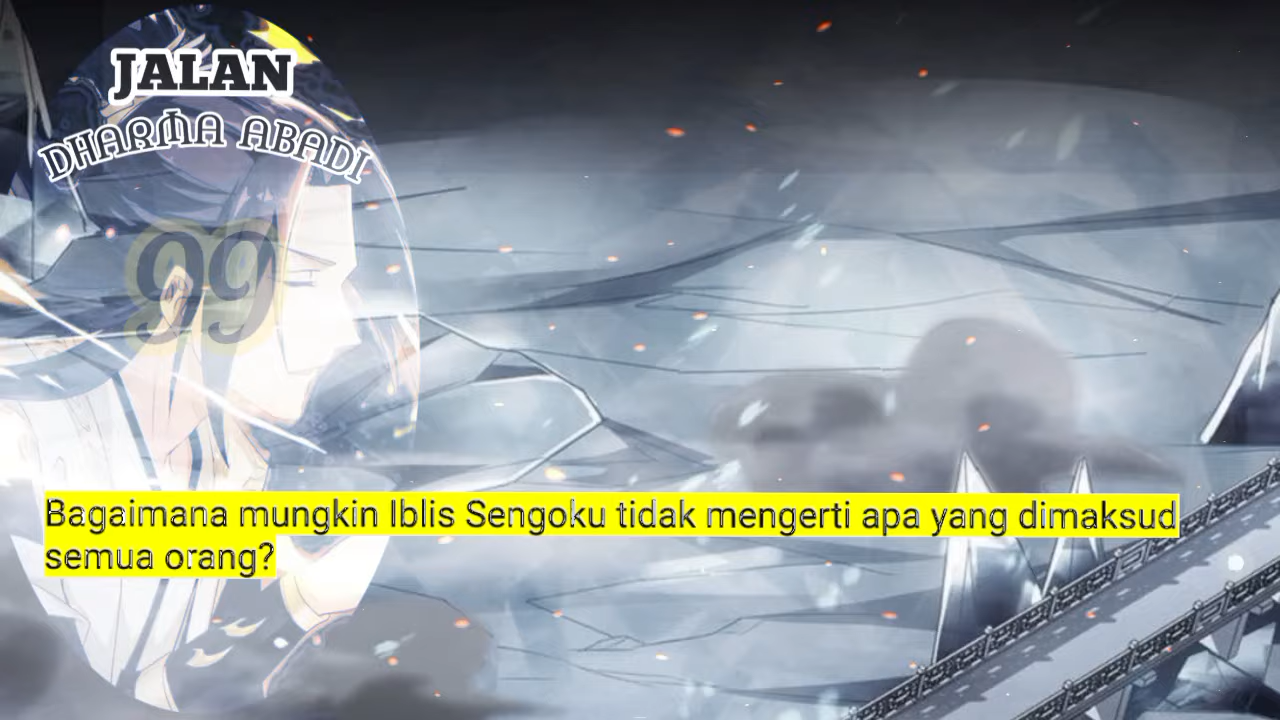 JALAN
DHARMA ABADI
99
Bagaimana mungkin Iblis Sengoku tidak mengerti apa yang dimaksud
semua orang?